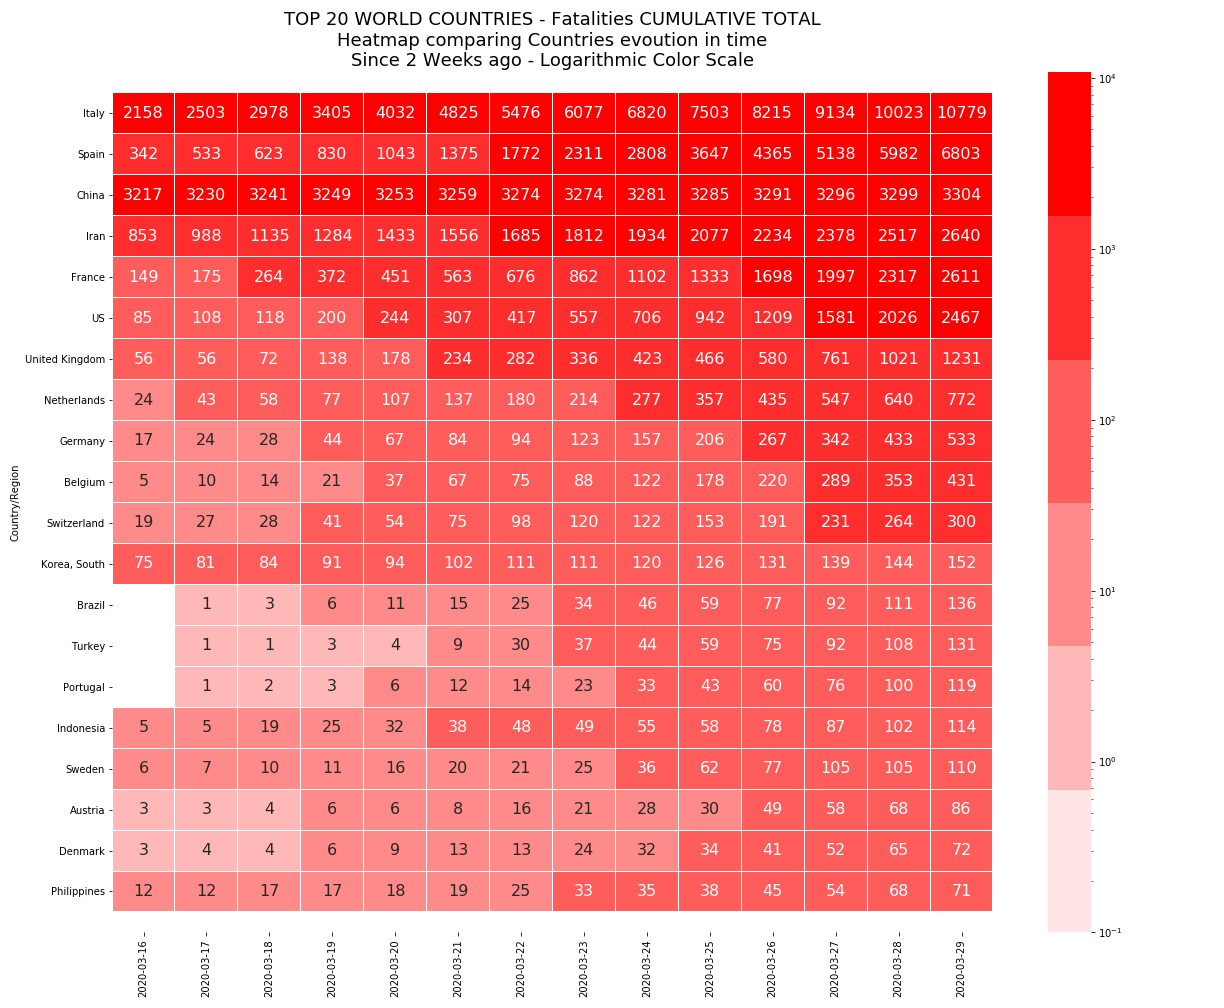 TOP 20 WORLD COUNTRIES - Fatalities CUMULATIVE TOTAL
Heatmap comparing Countries evoution in time
Since 2 Weeks ago - Logarithmic Color Scale
Country/Region
Italy 2158 2503 2978 3405 4032 4825 5476 6077 6820 7503 8215 9134 10023 10779
Spain 342 533 623 830 1043 1375 1772 2311 2808 3647 4365 5138 5982 6803
China 3217 3230 3241 3249 3253 3259 3274 3274 3281 3285 3291 3296 3299 3304
Iran 853 988 1135 1284 1433 1556 1685 1812 1934 2077 2234 2378 2517 2640
France 149 175 264 372 451 563 676 862 1102 1333 1698 1997 2317 2611
US 85 108 118 200 244 307 417 557 706 942 1209 1581 2026 2467
United Kingdom 56 56 72 138 178 234 282 336 423 466 580 761 1021 1231
Netherlands 24 43 58 77 107 137 180 214 277 357 435 547 640 772
Germany 17 24 28 44 67 84 94 123 157 206 267 342 433 533
Belgium 5 10 14 21 37 67 75 88 122 178 220 289 353 431
Switzerland 19 27 28 41 54 75 98 120 122 153 191 231 264 300
Korea, South 75 81 84 91 94 102 111 111 120 126 131 139 144 152
Brazil 1 3 6 11 15 25 34 46 59 77 92 111 136
Turkey 1 1 3 4 9 30 37 44 59 75 92 108 131
Portugal 1 2 3 6 12 14 23 33 43 60 76 100 119
Indonesia 5 5 19 25 32 38 48 49 55 58 78 87 102 114
Sweden 6 7 10 11 16 20 21 25 36 62 77 105 105 110
Austria 3 3 4 6 6 8 16 21 28 30 49 58 68 86
Denmark 3 4 4 6 9 13 13 24 32 34 41 52 65 72
Philippines 12 12 17 17 18 19 25 33 35 38 45 54 68 71
2020-03-16 2020-03-17 2020-03-18 2020-03-19 2020-03-20 2020-03-21 2020-03-22 2020-03-23 2020-03-24 2020-03-25 2020-03-26 2020-03-27 2020-03-28 2020-03-29
10⁴
10³
10²
10¹
10⁰
10⁻¹